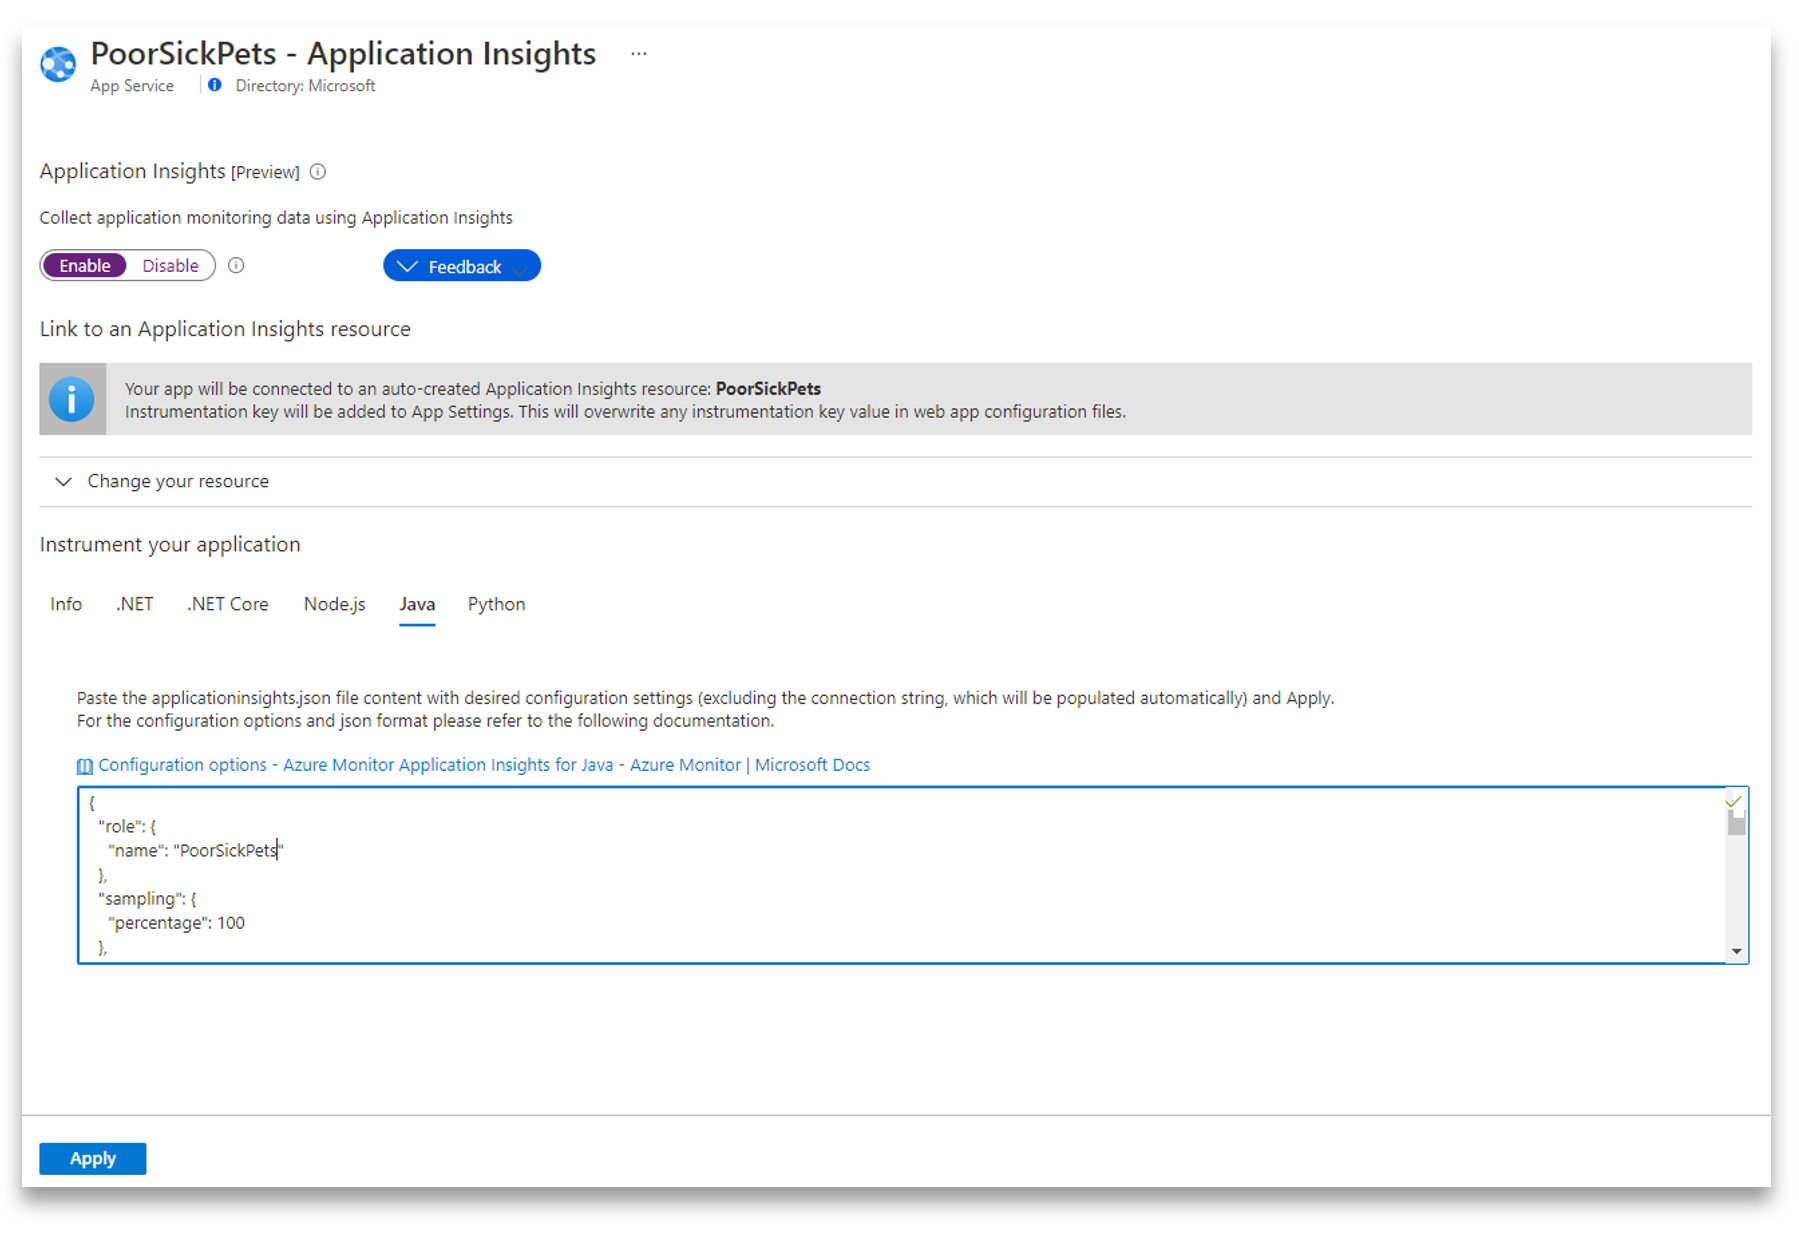 PoorSickPets - Application Insights ...
App Service Directory: Microsoft
Application Insights [Preview]
Collect application monitoring data using Application Insights
Enable Disable Feedback
Link to an Application Insights resource
Your app will be connected to an auto-created Application Insights resource: PoorSickPets
Instrumentation key will be added to App Settings. This will overwrite any instrumentation key value in web app configuration files.
Change your resource
Instrument your application
Info .NET .NET Core Node.js Java Python
Paste the applicationinsights.json file content with desired configuration settings (excluding the connection string, which will be populated automatically) and Apply.
For the configuration options and json format please refer to the following documentation.
Configuration options - Azure Monitor Application Insights for Java - Azure Monitor | Microsoft Docs
{
"role": {
"name": "PoorSickPets"
},
"sampling": {
"percentage": 100
},
Apply